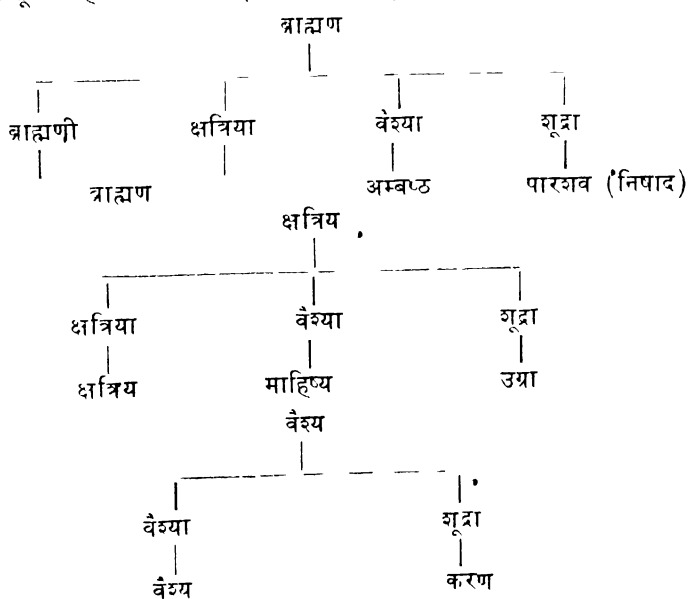 ब्राह्मण
ब्राह्मणी क्षत्रिया वैश्या शूद्रा
ब्राह्मण अम्बष्ठ पारशव (निषाद)
क्षत्रिय
क्षत्रिया वैश्या शूद्रा
क्षत्रिय माहिष्य उग्रा
वैश्य
वैश्या शूद्रा
वैश्य करण